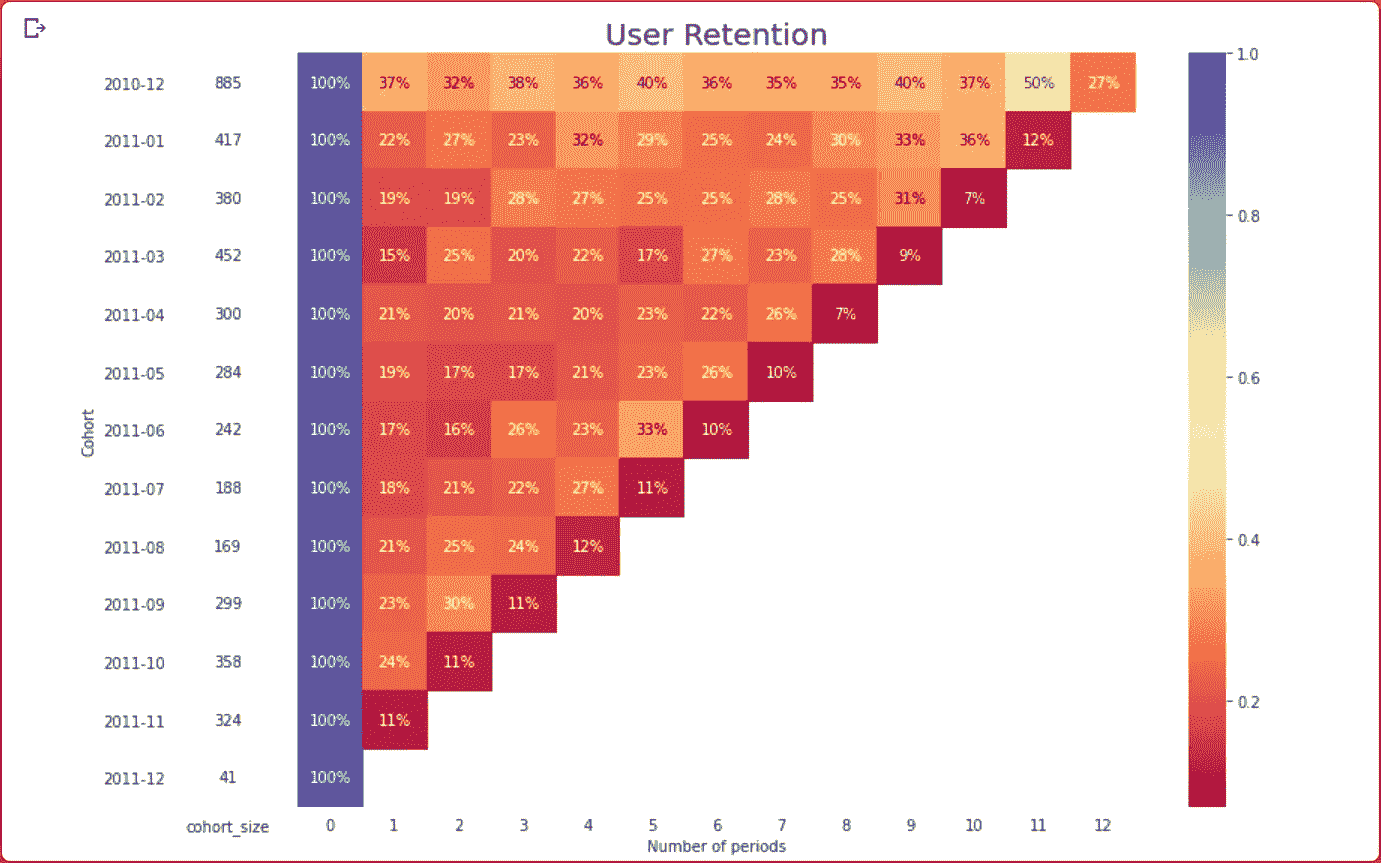 User Retention
2010-12 885 100% 37% 32% 38% 36% 40% 36% 35% 35% 40% 37% 50% 27%
2011-01 417 100% 22% 27% 23% 32% 29% 25% 24% 30% 33% 36% 12%
2011-02 380 100% 19% 19% 28% 27% 25% 25% 28% 25% 31% 7%
2011-03 452 100% 15% 25% 20% 22% 17% 27% 23% 28% 9%
2011-04 300 100% 21% 20% 21% 20% 23% 22% 26% 7%
2011-05 284 100% 19% 17% 17% 21% 23% 26% 10%
2011-06 242 100% 17% 16% 26% 23% 33% 10%
2011-07 188 100% 18% 21% 22% 27% 11%
2011-08 169 100% 21% 25% 24% 12%
2011-09 299 100% 23% 30% 11%
2011-10 358 100% 24% 11%
2011-11 324 100% 11%
2011-12 41 100%
cohort_size 0 1 2 3 4 5 6 7 8 9 10 11 12
Number of periods
Cohort
1.0
0.8
0.6
0.4
0.2